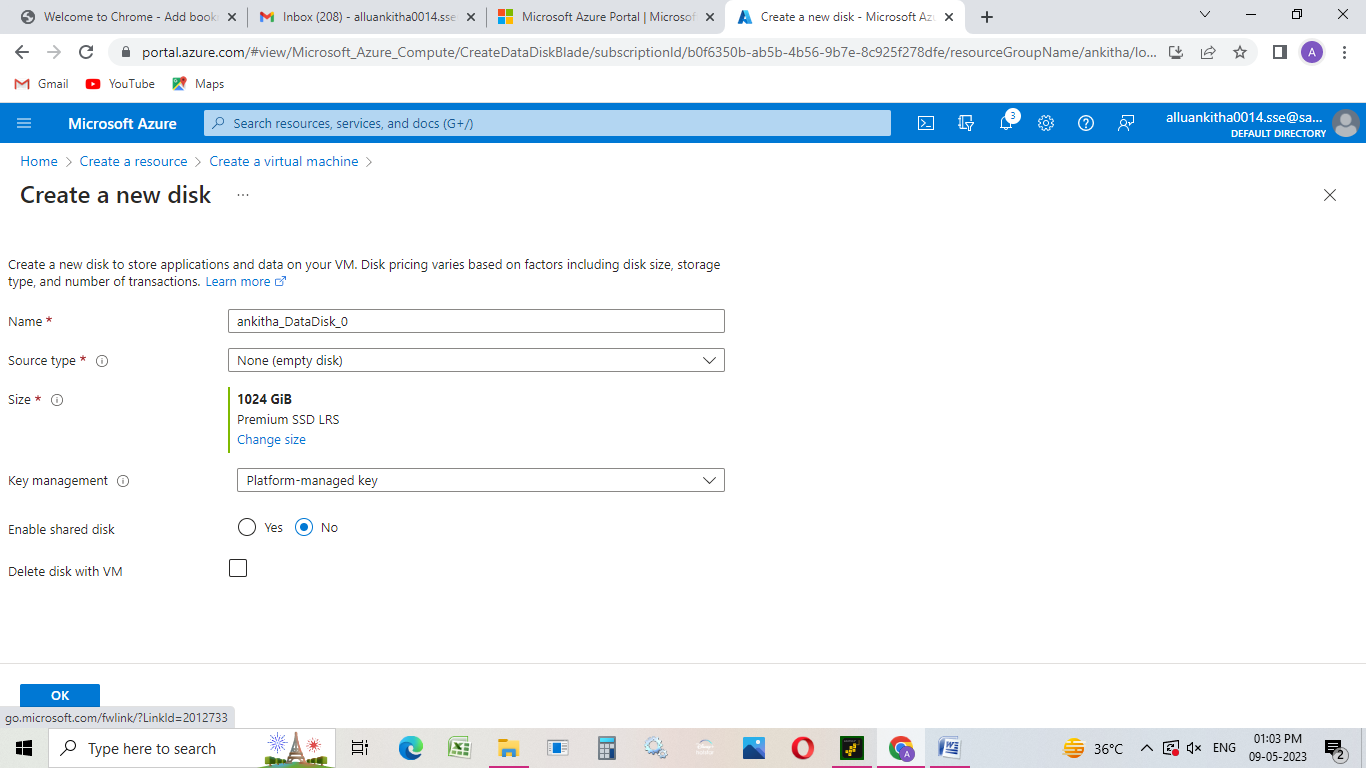 Welcome to Chrome - Add book
Inbox (208) - alluankitha0014.sse
Microsoft Azure Portal | Microsof
Create a new disk - Microsoft Az
portal.azure.com/#view/Microsoft_Azure_Compute/CreateDataDiskBlade/subscriptionId/b0f6350b-ab5b-4b56-9b7e-8c925f278dfe/resourceGroupName/ankitha/lo...
A
Gmail
YouTube
Maps
Microsoft Azure
Search resources, services, and docs (G+/)
3
alluankitha0014.sse@sa...
DEFAULT DIRECTORY
Home > Create a resource > Create a virtual machine >
Create a new disk ...
Create a new disk to store applications and data on your VM. Disk pricing varies based on factors including disk size, storage
type, and number of transactions. Learn more
Name *
ankitha_DataDisk_0
Source type *
None (empty disk)
Size *
1024 GiB
Premium SSD LRS
Change size
Key management
Platform-managed key
Enable shared disk
Yes
No
Delete disk with VM
OK
go.microsoft.com/fwlink/?LinkId=2012733
Type here to search
A
36°C
ENG
01:03 PM
09-05-2023
2